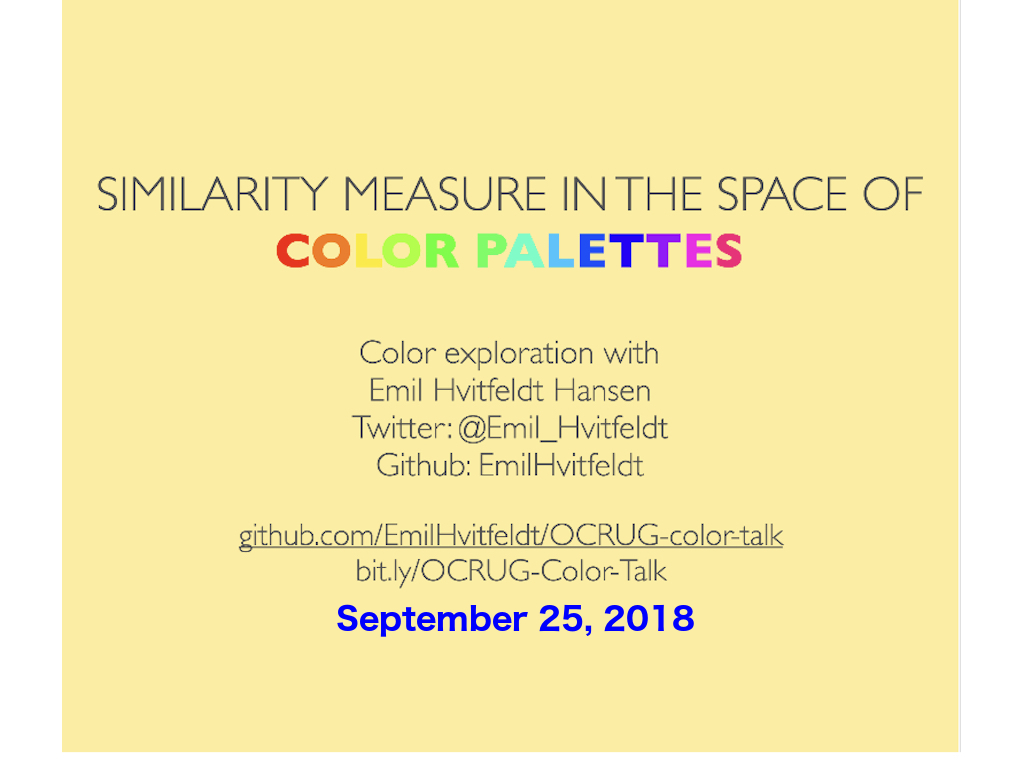 SIMILARITY MEASURE IN THE SPACE OF
COLOR PALETTES
Color exploration with
Emil Hvitfeldt Hansen
Twitter: @Emil_Hvitfeldt
Github: EmilHvitfeldt
github.com/EmilHvitfeldt/OCRUG-color-talk
bit.ly/OCRUG-Color-Talk
September 25, 2018